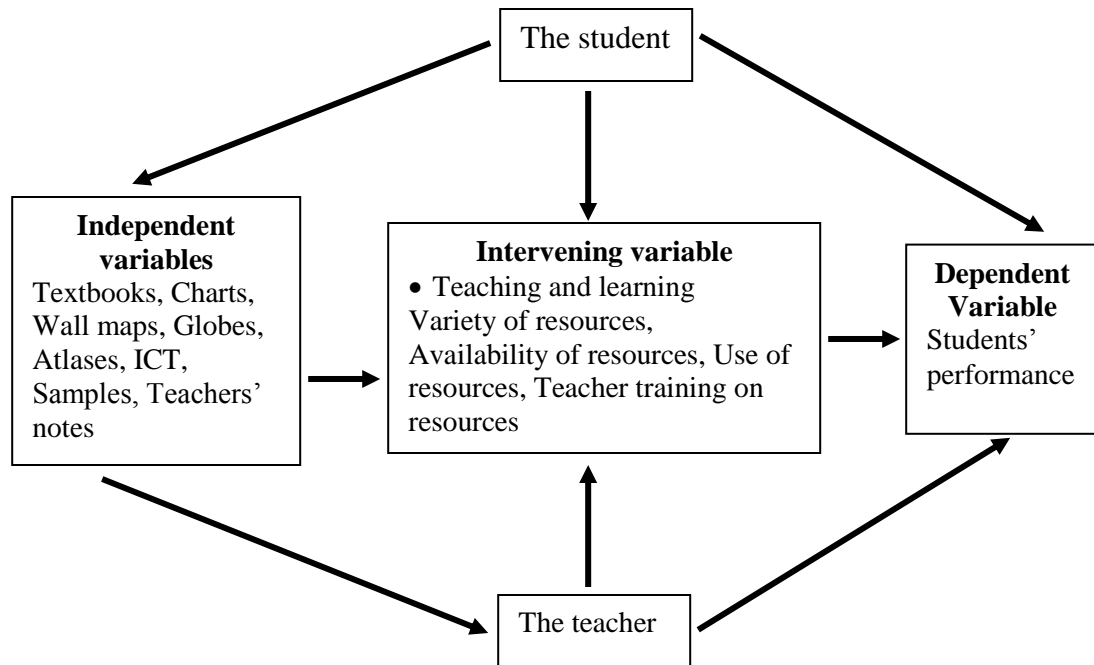 The student
Independent
variables
Textbooks, Charts,
Wall maps, Globes,
Atlases, ICT,
Samples, Teachers’
notes
Intervening variable
• Teaching and learning
Variety of resources,
Availability of resources, Use of
resources, Teacher training on
resources
Dependent
Variable
Students’
performance
The teacher